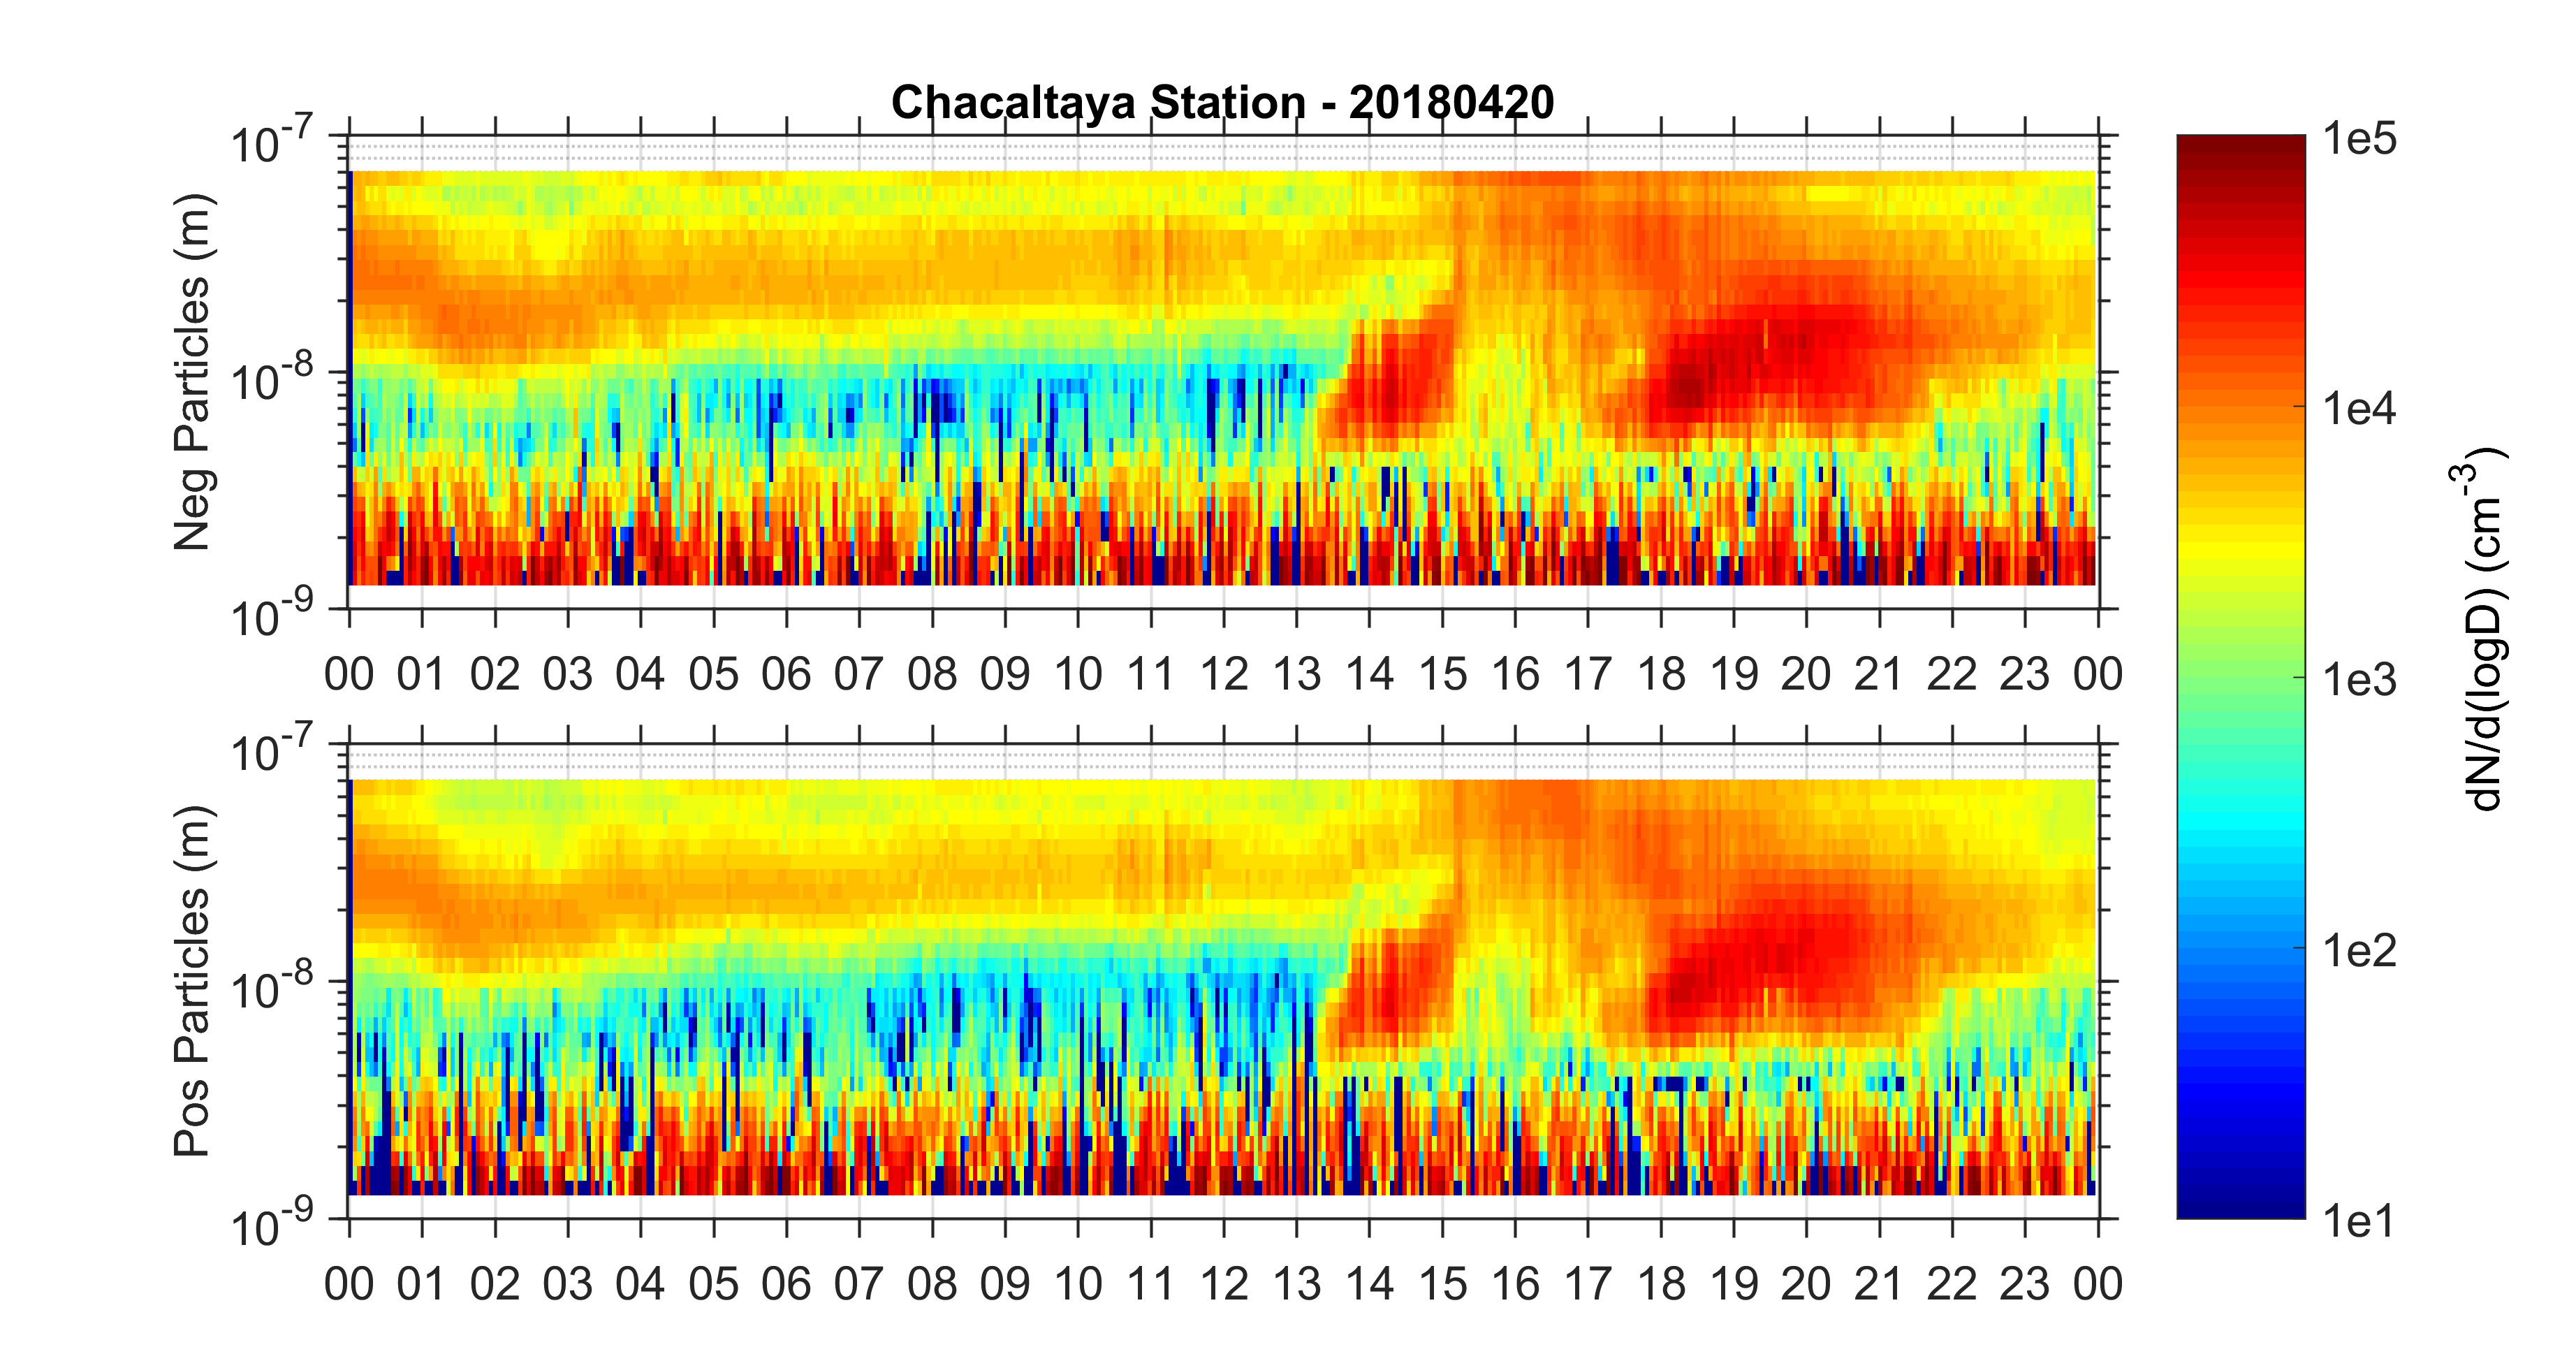 Chacaltaya Station - 20180420
Neg Particles (m)
10-7
10-8
10-9
00 01 02 03 04 05 06 07 08 09 10 11 12 13 14 15 16 17 18 19 20 21 22 23 00
Pos Particles (m)
10-7
10-8
10-9
00 01 02 03 04 05 06 07 08 09 10 11 12 13 14 15 16 17 18 19 20 21 22 23 00
1e5
1e4
1e3
1e2
1e1
dN/d(logD) (cm-3)